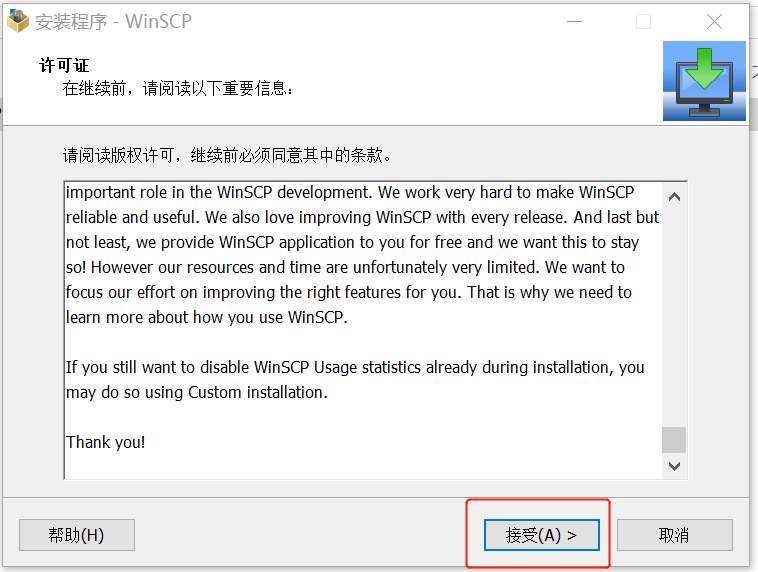 安装程序 - WinSCP
许可证
在继续前，请阅读以下重要信息：
请阅读版权许可，继续前必须同意其中的条款。
important role in the WinSCP development. We work very hard to make WinSCP
reliable and useful. We also love improving WinSCP with every release. And last but
not least, we provide WinSCP application to you for free and we want this to stay
so! However our resources and time are unfortunately very limited. We want to
focus our effort on improving the right features for you. That is why we need to
learn more about how you use WinSCP.
If you still want to disable WinSCP Usage statistics already during installation, you
may do so using Custom installation.
Thank you!
帮助(H)
接受(A) >
取消